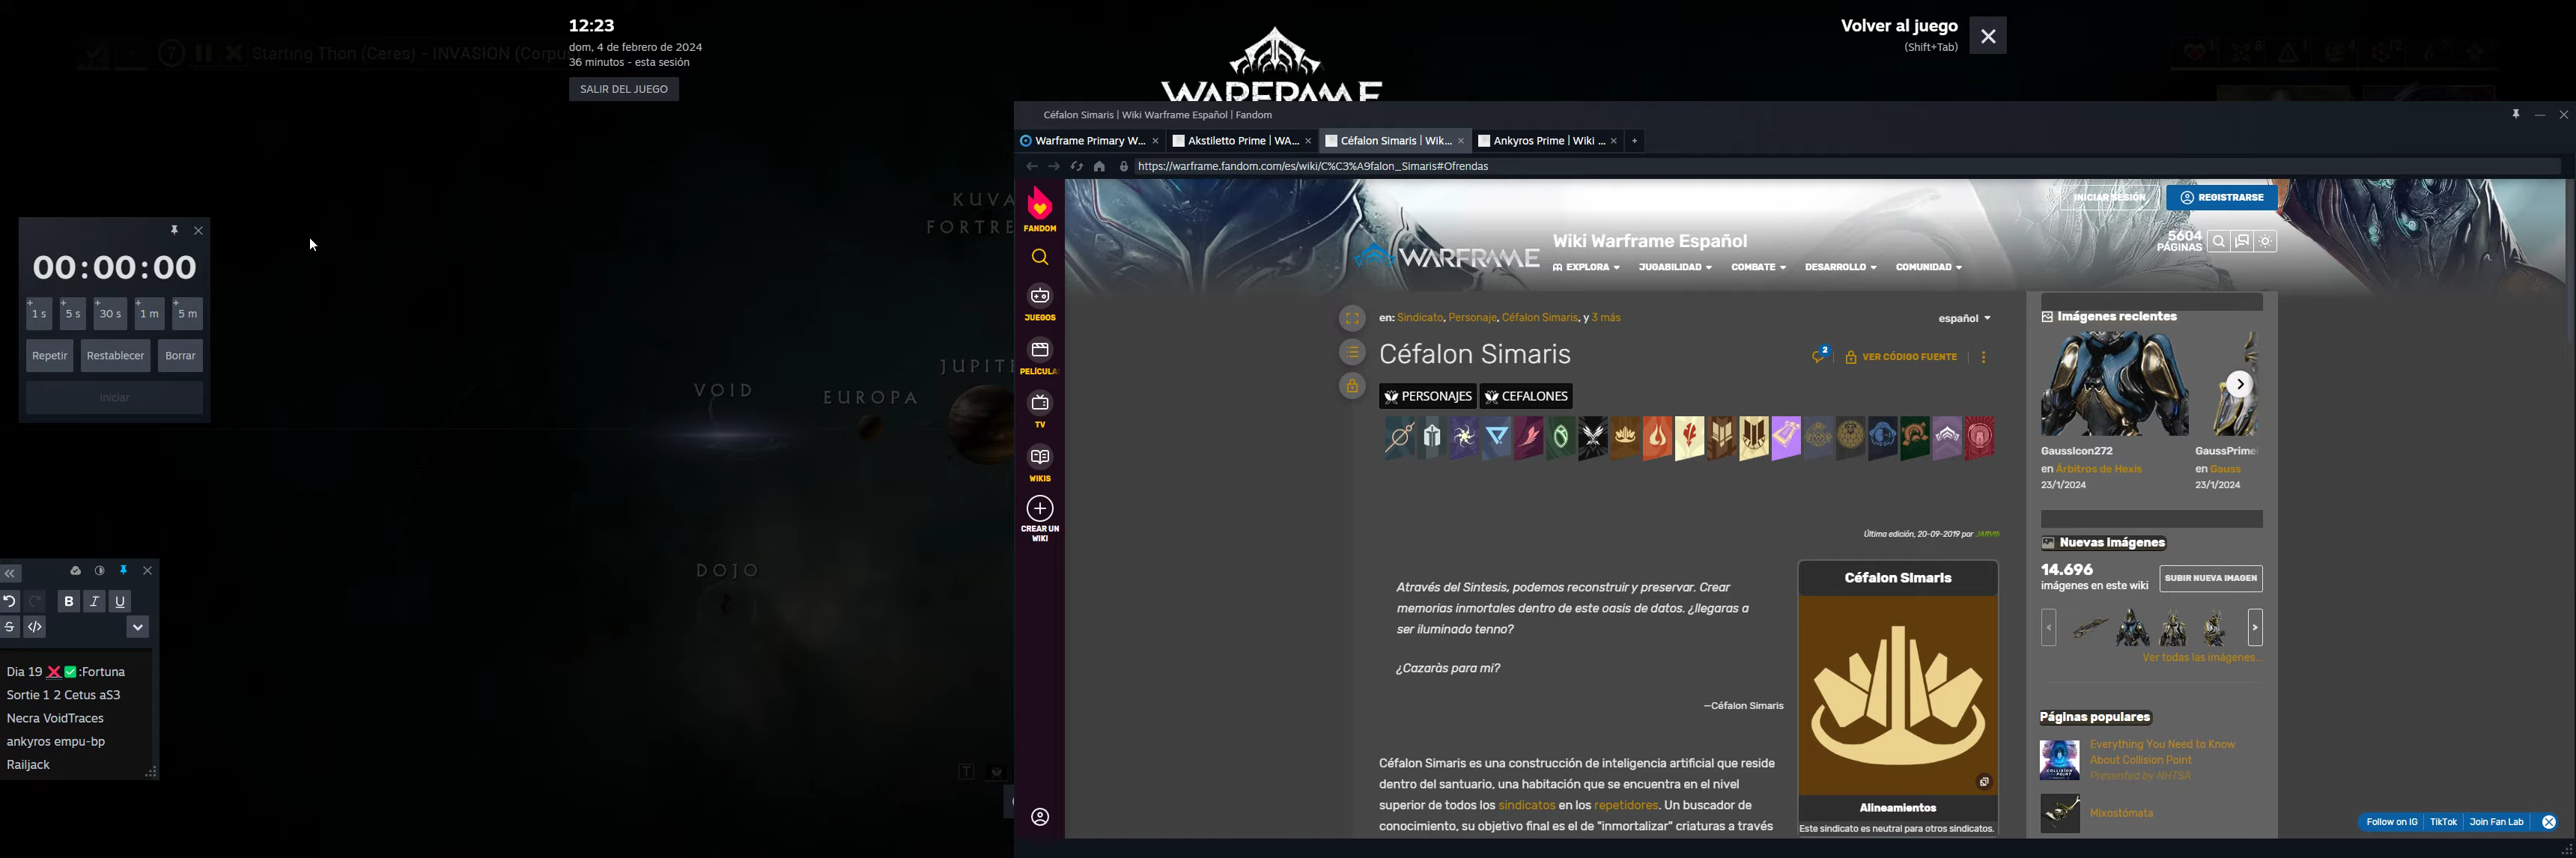 12:23
dom, 4 de febrero de 2024
36 minutos - esta sesión
SALIR DEL JUEGO
Starting Thon (Ceres) - INVASION (Corpu
WARFRAME
Volver al juego
(Shift+Tab)
00:00:00
+ 1 s
+ 5 s
+ 30 s
+ 1 m
+ 5 m
Repetir
Restablecer
Borrar
Iniciar
B I U
S </>
Dia 19 ❌✅:Fortuna
Sortie 1 2 Cetus aS3
Necra VoidTraces
ankyros empu-bp
Railjack
KUVA
FORTRE
JUPIT
VOID
EUROPA
DOJO
T
Céfalon Simaris | Wiki Warframe Español | Fandom
Warframe Primary W...
Akstiletto Prime | WA...
Céfalon Simaris | Wik...
Ankyros Prime | Wiki ...
https://warframe.fandom.com/es/wiki/C%C3%A9falon_Simaris#Ofrendas
FANDOM
JUEGOS
PELÍCULA
TV
WIKIS
CREAR UN
WIKI
INICIAR SESIÓN
REGISTRARSE
WARFRAME
Wiki Warframe Español
5604
PÁGINAS
EXPLORA
JUGABILIDAD
COMBATE
DESARROLLO
COMUNIDAD
en: Sindicato, Personaje, Céfalon Simaris, y 3 más
español
Céfalon Simaris
2
VER CÓDIGO FUENTE
PERSONAJES
CEFALONES
Última edición, 20-09-2019 por
Através del Sintesis, podemos reconstruir y preservar. Crear
memorias inmortales dentro de este oasis de datos. ¿llegaras a
ser iluminado tenno?
¿Cazaràs para mi?
—Céfalon Simaris
Céfalon Simaris es una construcción de inteligencia artificial que reside
dentro del santuario, una habitación que se encuentra en el nivel
superior de todos los sindicatos en los repetidores. Un buscador de
conocimiento, su objetivo final es el de "inmortalizar" criaturas a través
Céfalon Simaris
Alineamientos
Este sindicato es neutral para otros sindicatos.
Imágenes recientes
GaussIcon272
en Árbitros de Hexis
23/1/2024
GaussPrime
en Gauss
23/1/2024
Nuevas Imágenes
14.696
imágenes en este wiki
SUBIR NUEVA IMAGEN
Ver todas las imágenes...
Páginas populares
Everything You Need to Know
About Collision Point
Presented by NHTSA
Mixostómata
Follow on IG
TikTok
Join Fan Lab